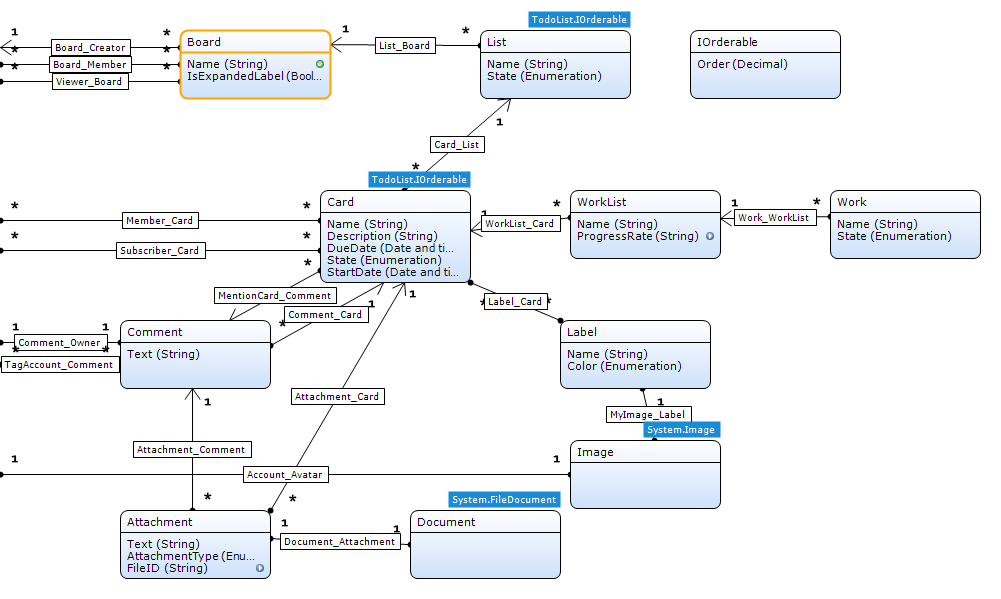 TodoList.IOrderable
1
*
Board
1
*
List
IOrderable
*
Board_Creator
*
List_Board
Name (String)
Name (String)
Order (Decimal)
*
Board_Member
*
IsExpandedLabel (Bool...
State (Enumeration)
Viewer_Board
1
Card_List
*
TodoList.IOrderable
*
*
Card
*
WorkList
1
*
Work
Member_Card
Name (String)
1
WorkList_Card
Name (String)
Work_WorkList
Name (String)
*
*
Description (String)
ProgressRate (String)
State (Enumeration)
Subscriber_Card
DueDate (Date and ti...
*
State (Enumeration)
StartDate (Date and ti...
MentionCard_Comment
1
1
*
Label_Card
*
Comment_Card
1
1
*
Comment
Label
Comment_Owner
*
*
Text (String)
Name (String)
TagAccount_Comment
Color (Enumeration)
Attachment_Card
1
1
MyImage_Label
System.Image
Attachment_Comment
Image
1
1
Account_Avatar
*
*
System.FileDocument
Attachment
1
1
Document
Text (String)
Document_Attachment
AttachmentType (Enu...
FileID (String)